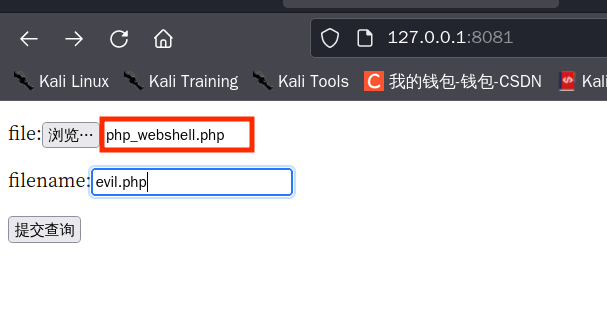 127.0.0.1:8081
Kali Linux Kali Training Kali Tools 我的钱包-钱包-CSDN Kali
file: 浏览… php_webshell.php
filename: evil.php
提交查询